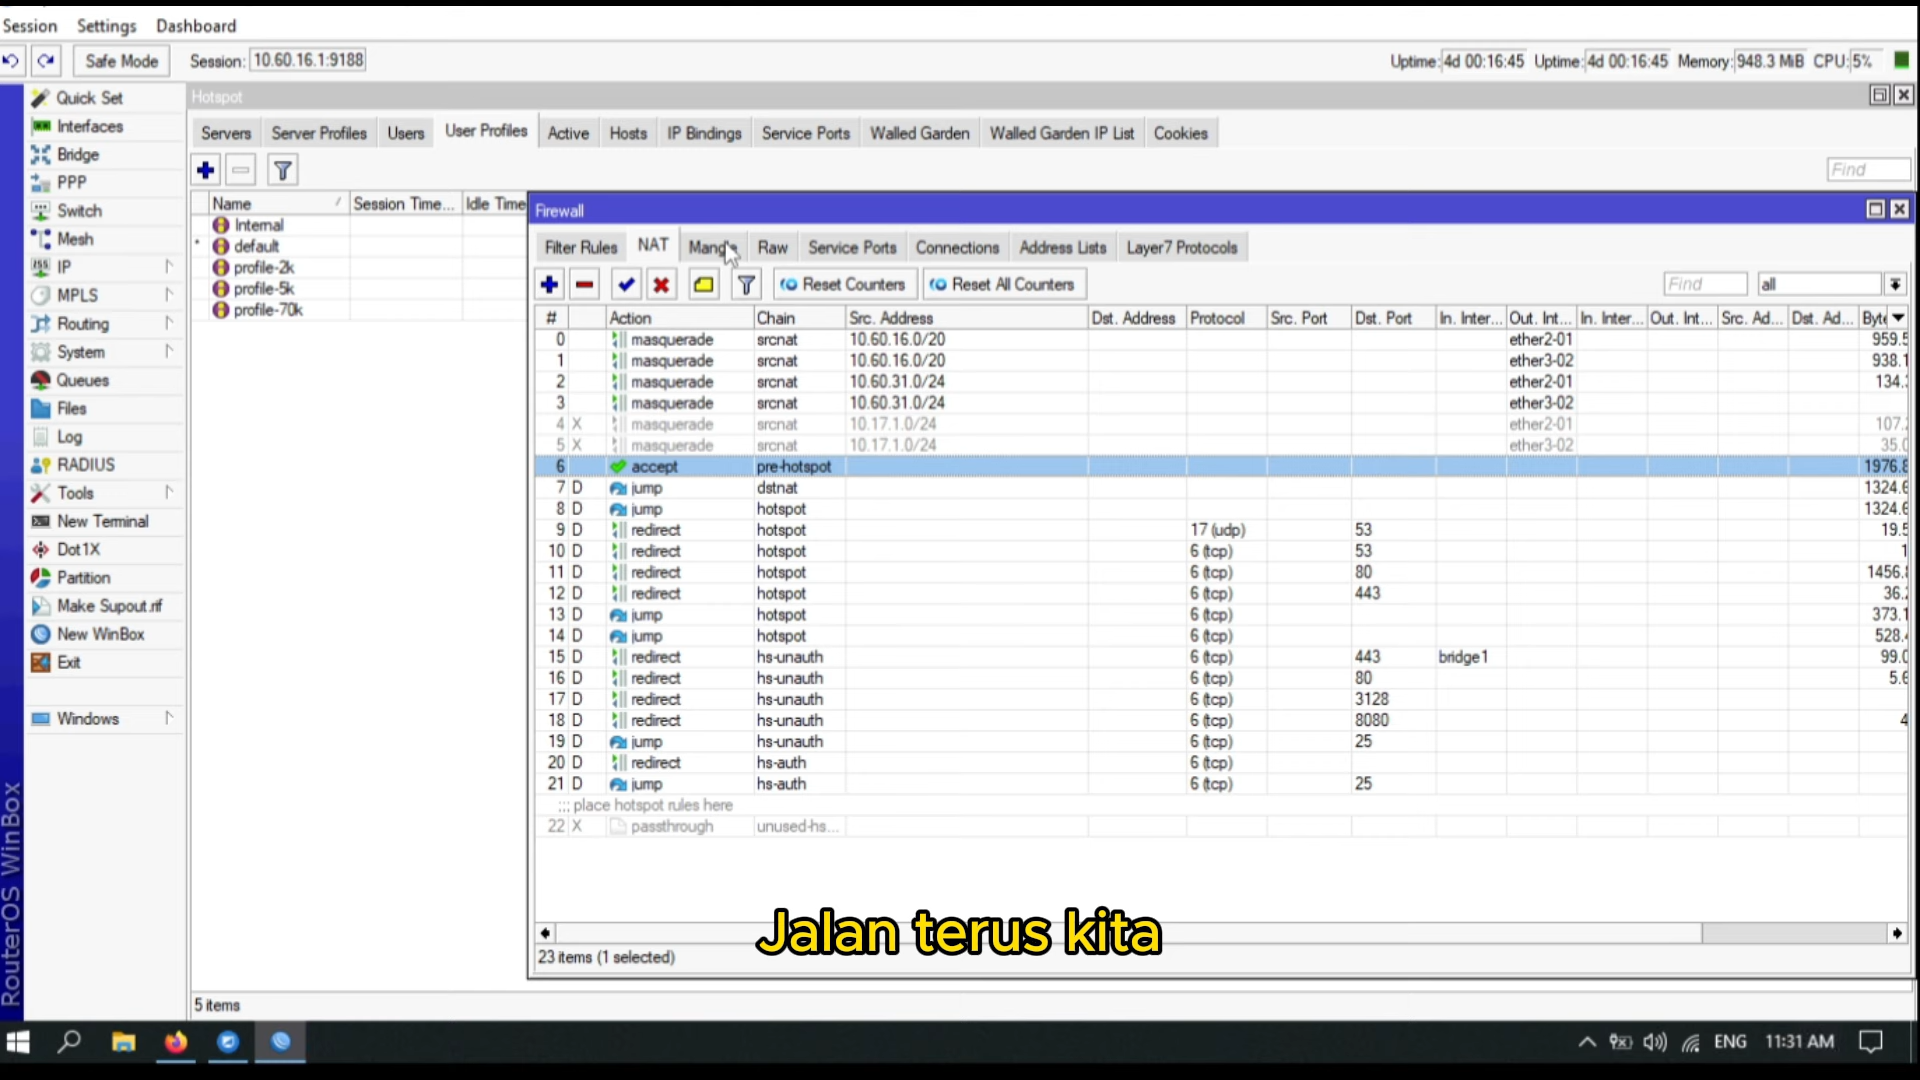 Session Settings Dashboard
Safe Mode Session: 10.60.16.1:9188 Uptime: 4d 00:16:45 Uptime: 4d 00:16:45 Memory: 948.3 MiB CPU: 5%
Quick Set
Interfaces
Bridge
PPP
Switch
Mesh
IP
MPLS
Routing
System
Queues
Files
Log
RADIUS
Tools
New Terminal
Dot1X
Partition
Make Supout.rif
New WinBox
Exit
Windows
RouterOS WinBox
Hotspot
Servers Server Profiles Users User Profiles Active Hosts IP Bindings Service Ports Walled Garden Walled Garden IP List Cookies
Find
Name Session Time... Idle Time
Internal
* default
profile-2k
profile-5k
profile-70k
5 items
Firewall
Filter Rules NAT Mangle Raw Service Ports Connections Address Lists Layer7 Protocols
Reset Counters Reset All Counters Find all
# Action Chain Src. Address Dst. Address Protocol Src. Port Dst. Port In. Inter... Out. Int... In. Inter... Out. Int... Src. Ad... Dst. Ad...
0 masquerade srcnat 10.60.16.0/20 ether2-01 959.5
1 masquerade srcnat 10.60.16.0/20 ether3-02 938.1
2 masquerade srcnat 10.60.31.0/24 ether2-01 134.
3 masquerade srcnat 10.60.31.0/24 ether3-02
4 X masquerade srcnat 10.17.1.0/24 ether2-01 107.
5 X masquerade srcnat 10.17.1.0/24 ether3-02 35.0
6 accept pre-hotspot 1976.8
7 D jump dstnat 1324.6
8 D jump hotspot 1324.6
9 D redirect hotspot 17 (udp) 53 19.5
10 D redirect hotspot 6 (tcp) 53 1
11 D redirect hotspot 6 (tcp) 80 1456.8
12 D redirect hotspot 6 (tcp) 443 36.
13 D jump hotspot 6 (tcp) 373.1
14 D jump hotspot 6 (tcp) 528.
15 D redirect hs-unauth 6 (tcp) 443 bridge1 99.0
16 D redirect hs-unauth 6 (tcp) 80 5.6
17 D redirect hs-unauth 6 (tcp) 3128
18 D redirect hs-unauth 6 (tcp) 8080 4
19 D jump hs-unauth 6 (tcp) 25
20 D redirect hs-auth 6 (tcp)
21 D jump hs-auth 6 (tcp) 25
;;; place hotspot rules here
22 X passthrough unused-hs...
Jalan terus kita
23 items (1 selected)
ENG 11:31 AM